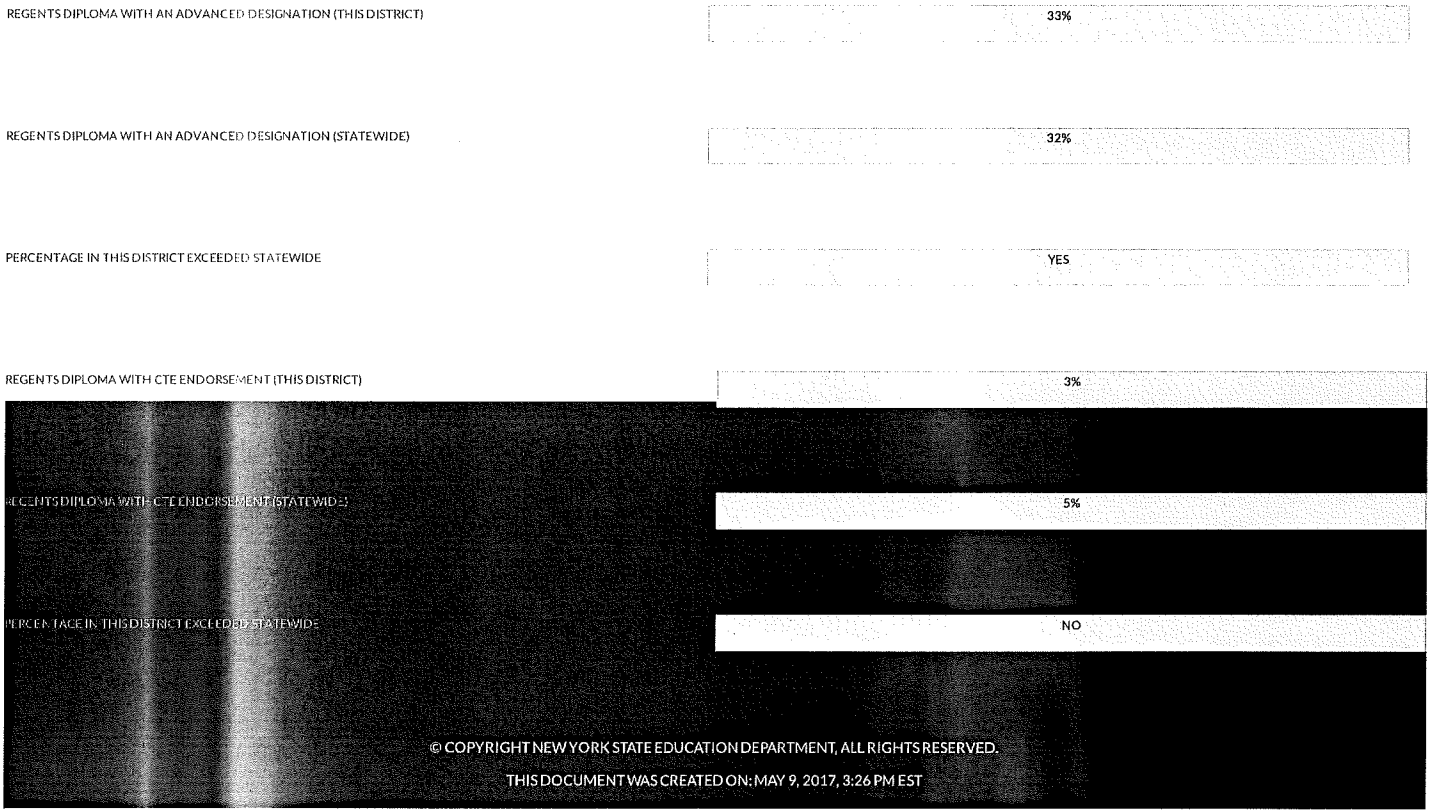 REGENTS DIPLOMA WITH AN ADVANCED DESIGNATION (THIS DISTRICT) 33%
REGENTS DIPLOMA WITH AN ADVANCED DESIGNATION (STATEWIDE) 32%
PERCENTAGE IN THIS DISTRICT EXCEEDED STATEWIDE YES
REGENTS DIPLOMA WITH CTE ENDORSEMENT (THIS DISTRICT) 3%
REGENTS DIPLOMA WITH CTE ENDORSEMENT (STATEWIDE) 5%
PERCENTAGE IN THIS DISTRICT EXCEEDED STATEWIDE NO
© COPYRIGHT NEW YORK STATE EDUCATION DEPARTMENT, ALL RIGHTS RESERVED.
THIS DOCUMENT WAS CREATED ON: MAY 9, 2017, 3:26 PM EST